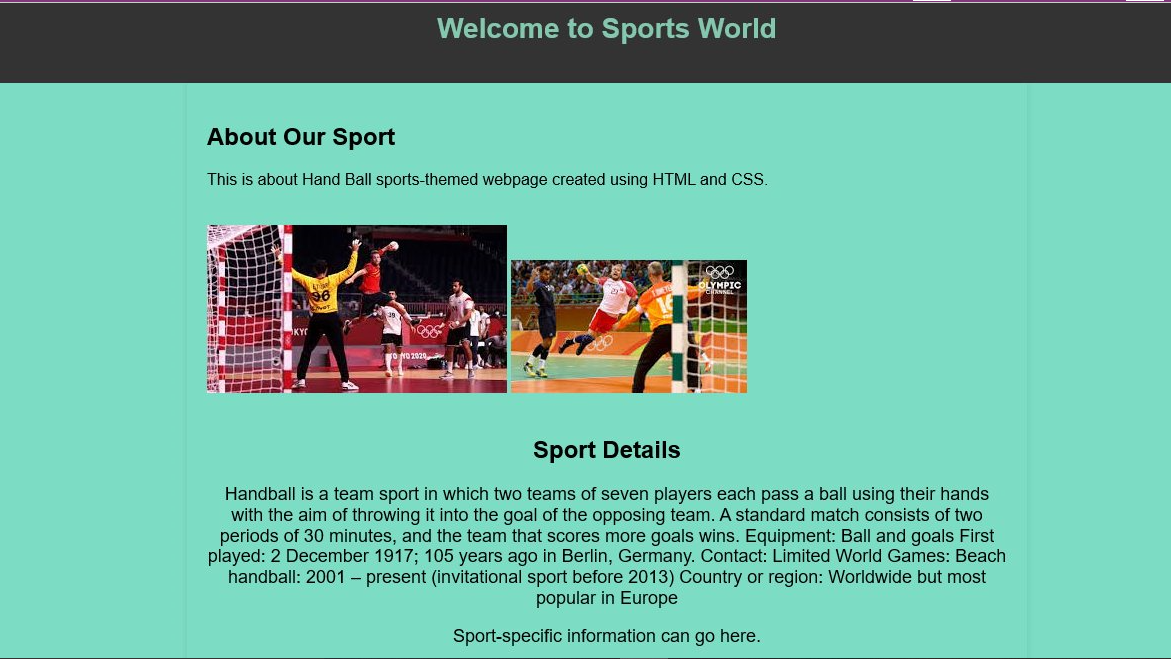 Welcome to Sports World
About Our Sport
This is about Hand Ball sports-themed webpage created using HTML and CSS.
96
39
TOKYO 2020
OLYMPIC
CHANNEL
16
Sport Details
Handball is a team sport in which two teams of seven players each pass a ball using their hands
with the aim of throwing it into the goal of the opposing team. A standard match consists of two
periods of 30 minutes, and the team that scores more goals wins. Equipment: Ball and goals First
played: 2 December 1917; 105 years ago in Berlin, Germany. Contact: Limited World Games: Beach
handball: 2001 – present (invitational sport before 2013) Country or region: Worldwide but most
popular in Europe
Sport-specific information can go here.